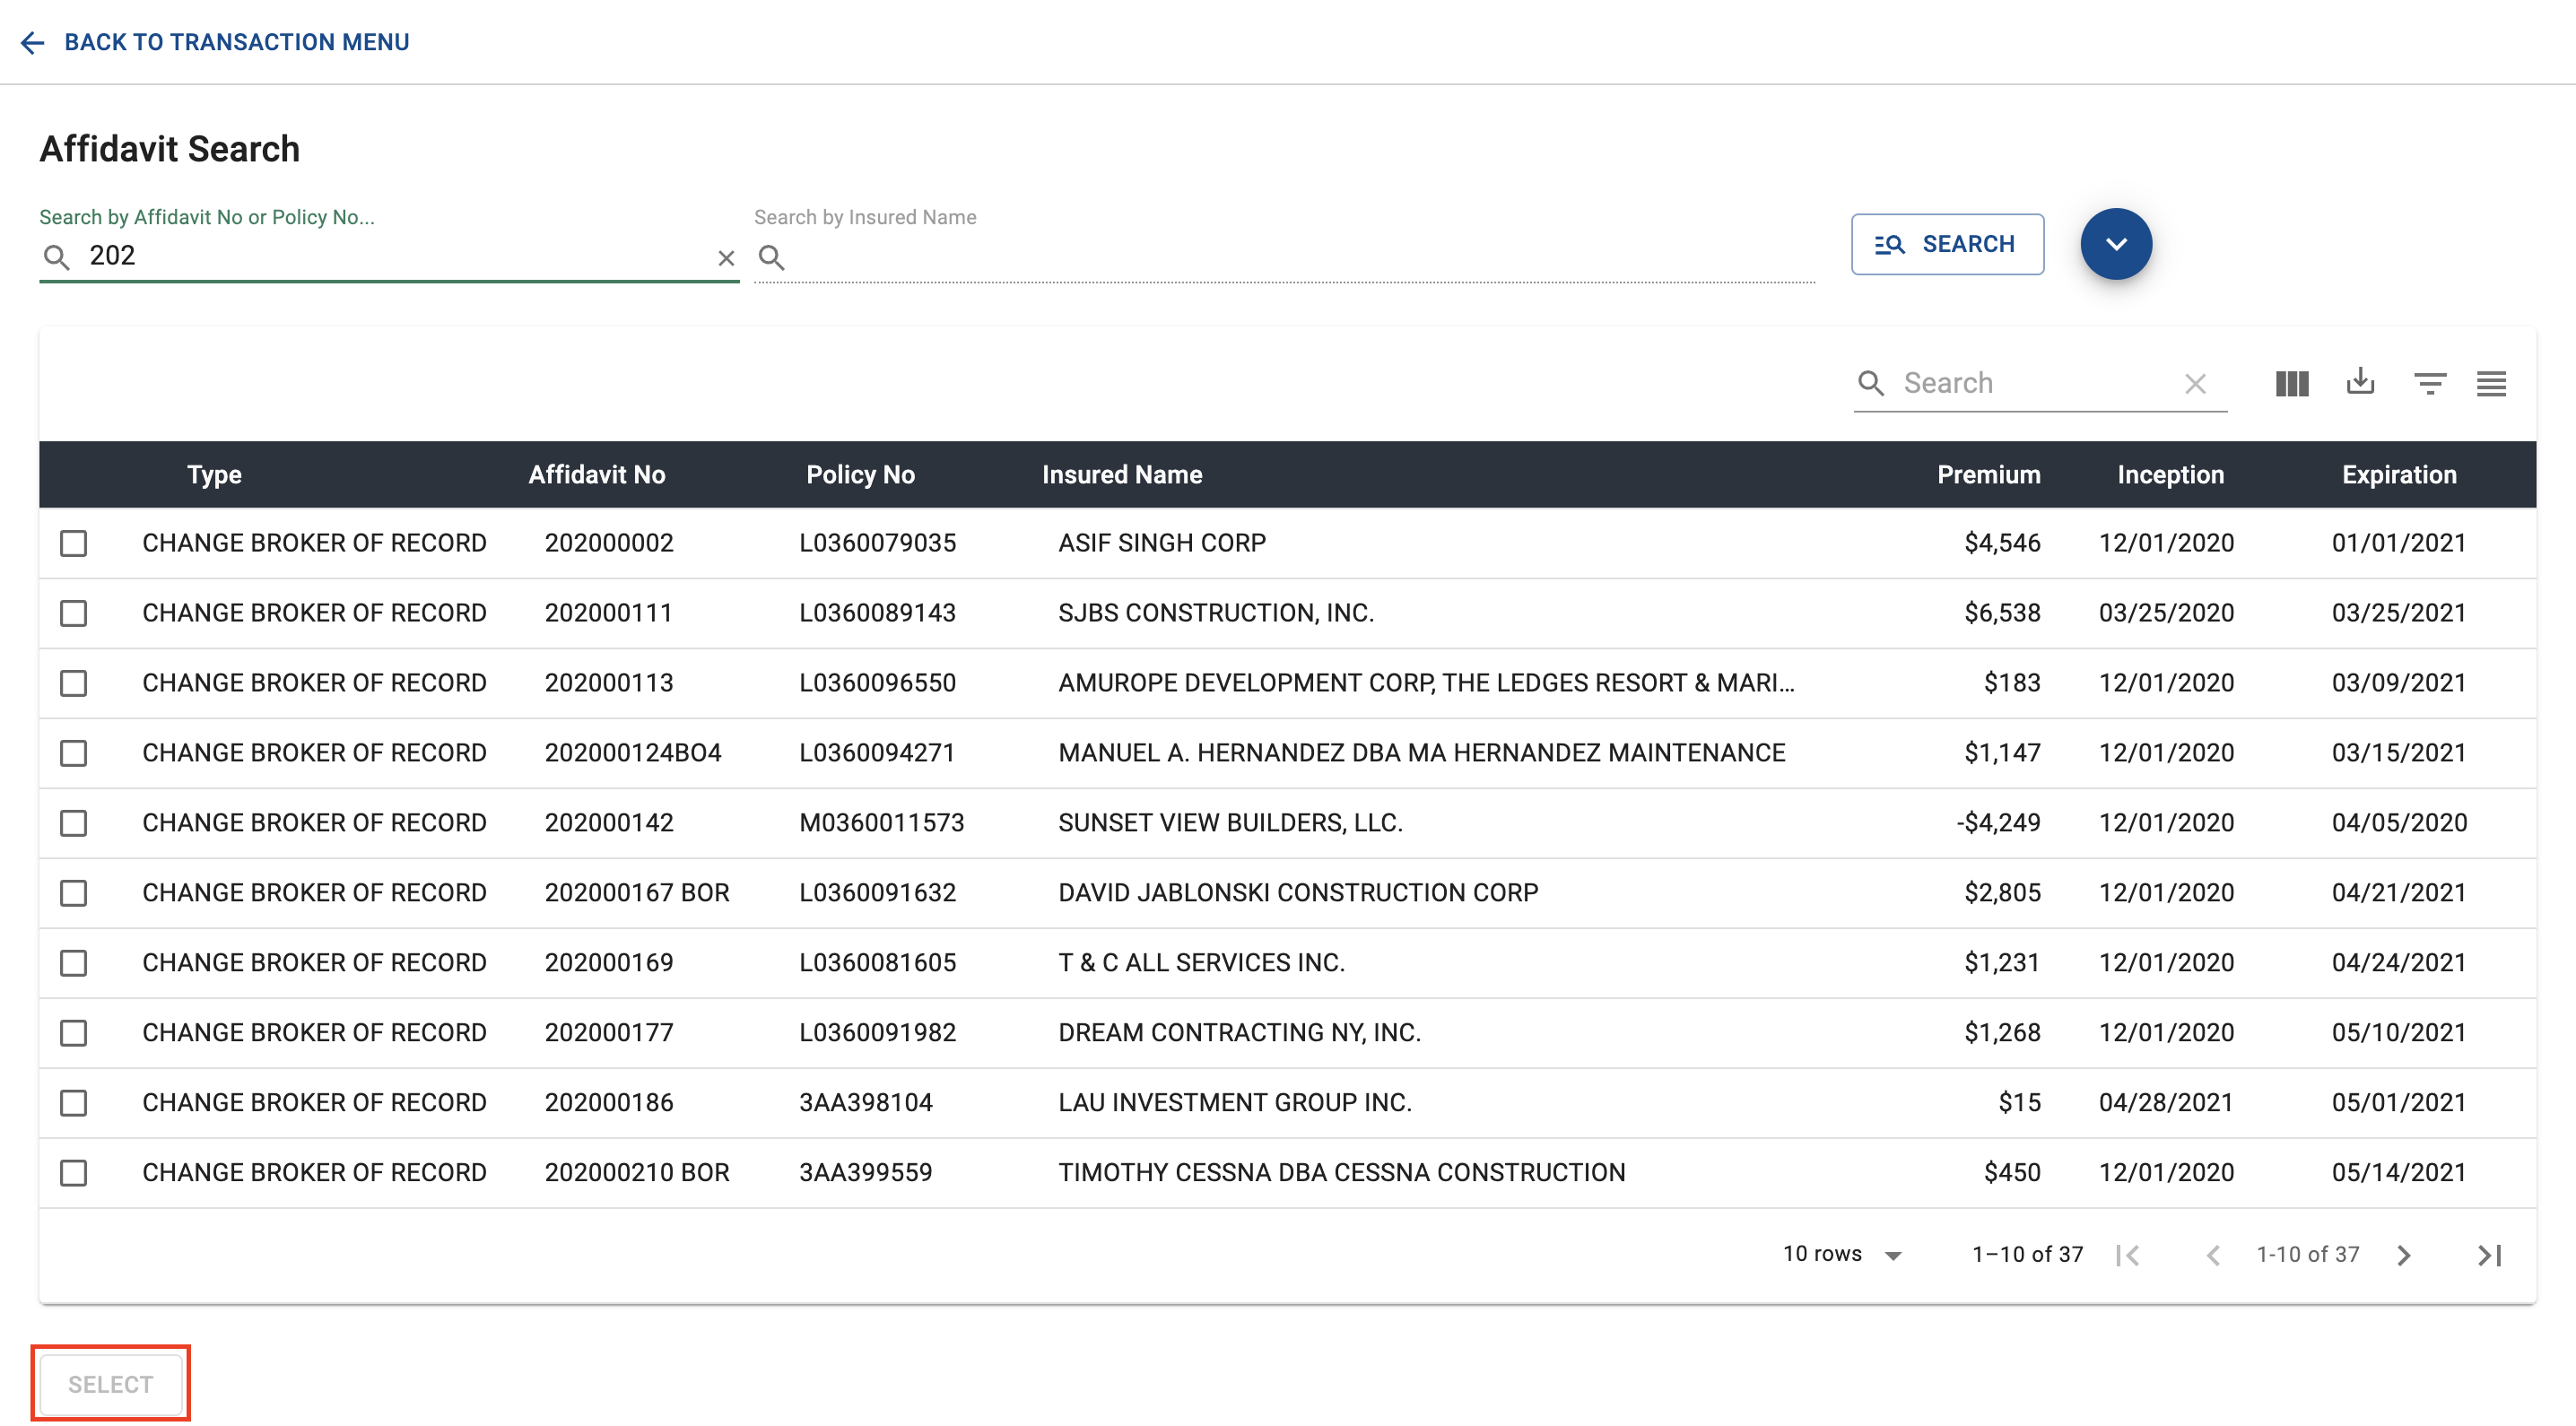 BACK TO TRANSACTION MENU
Affidavit Search
Search by Affidavit No or Policy No... Search by Insured Name
202
SEARCH
Search
Type Affidavit No Policy No Insured Name Premium Inception Expiration
CHANGE BROKER OF RECORD 202000002 L0360079035 ASIF SINGH CORP $4,546 12/01/2020 01/01/2021
CHANGE BROKER OF RECORD 202000111 L0360089143 SJBS CONSTRUCTION, INC. $6,538 03/25/2020 03/25/2021
CHANGE BROKER OF RECORD 202000113 L0360096550 AMUROPE DEVELOPMENT CORP, THE LEDGES RESORT & MARI... $183 12/01/2020 03/09/2021
CHANGE BROKER OF RECORD 202000124BO4 L0360094271 MANUEL A. HERNANDEZ DBA MA HERNANDEZ MAINTENANCE $1,147 12/01/2020 03/15/2021
CHANGE BROKER OF RECORD 202000142 M0360011573 SUNSET VIEW BUILDERS, LLC. -$4,249 12/01/2020 04/05/2020
CHANGE BROKER OF RECORD 202000167 BOR L0360091632 DAVID JABLONSKI CONSTRUCTION CORP $2,805 12/01/2020 04/21/2021
CHANGE BROKER OF RECORD 202000169 L0360081605 T & C ALL SERVICES INC. $1,231 12/01/2020 04/24/2021
CHANGE BROKER OF RECORD 202000177 L0360091982 DREAM CONTRACTING NY, INC. $1,268 12/01/2020 05/10/2021
CHANGE BROKER OF RECORD 202000186 3AA398104 LAU INVESTMENT GROUP INC. $15 04/28/2021 05/01/2021
CHANGE BROKER OF RECORD 202000210 BOR 3AA399559 TIMOTHY CESSNA DBA CESSNA CONSTRUCTION $450 12/01/2020 05/14/2021
10 rows 1–10 of 37 1-10 of 37
SELECT